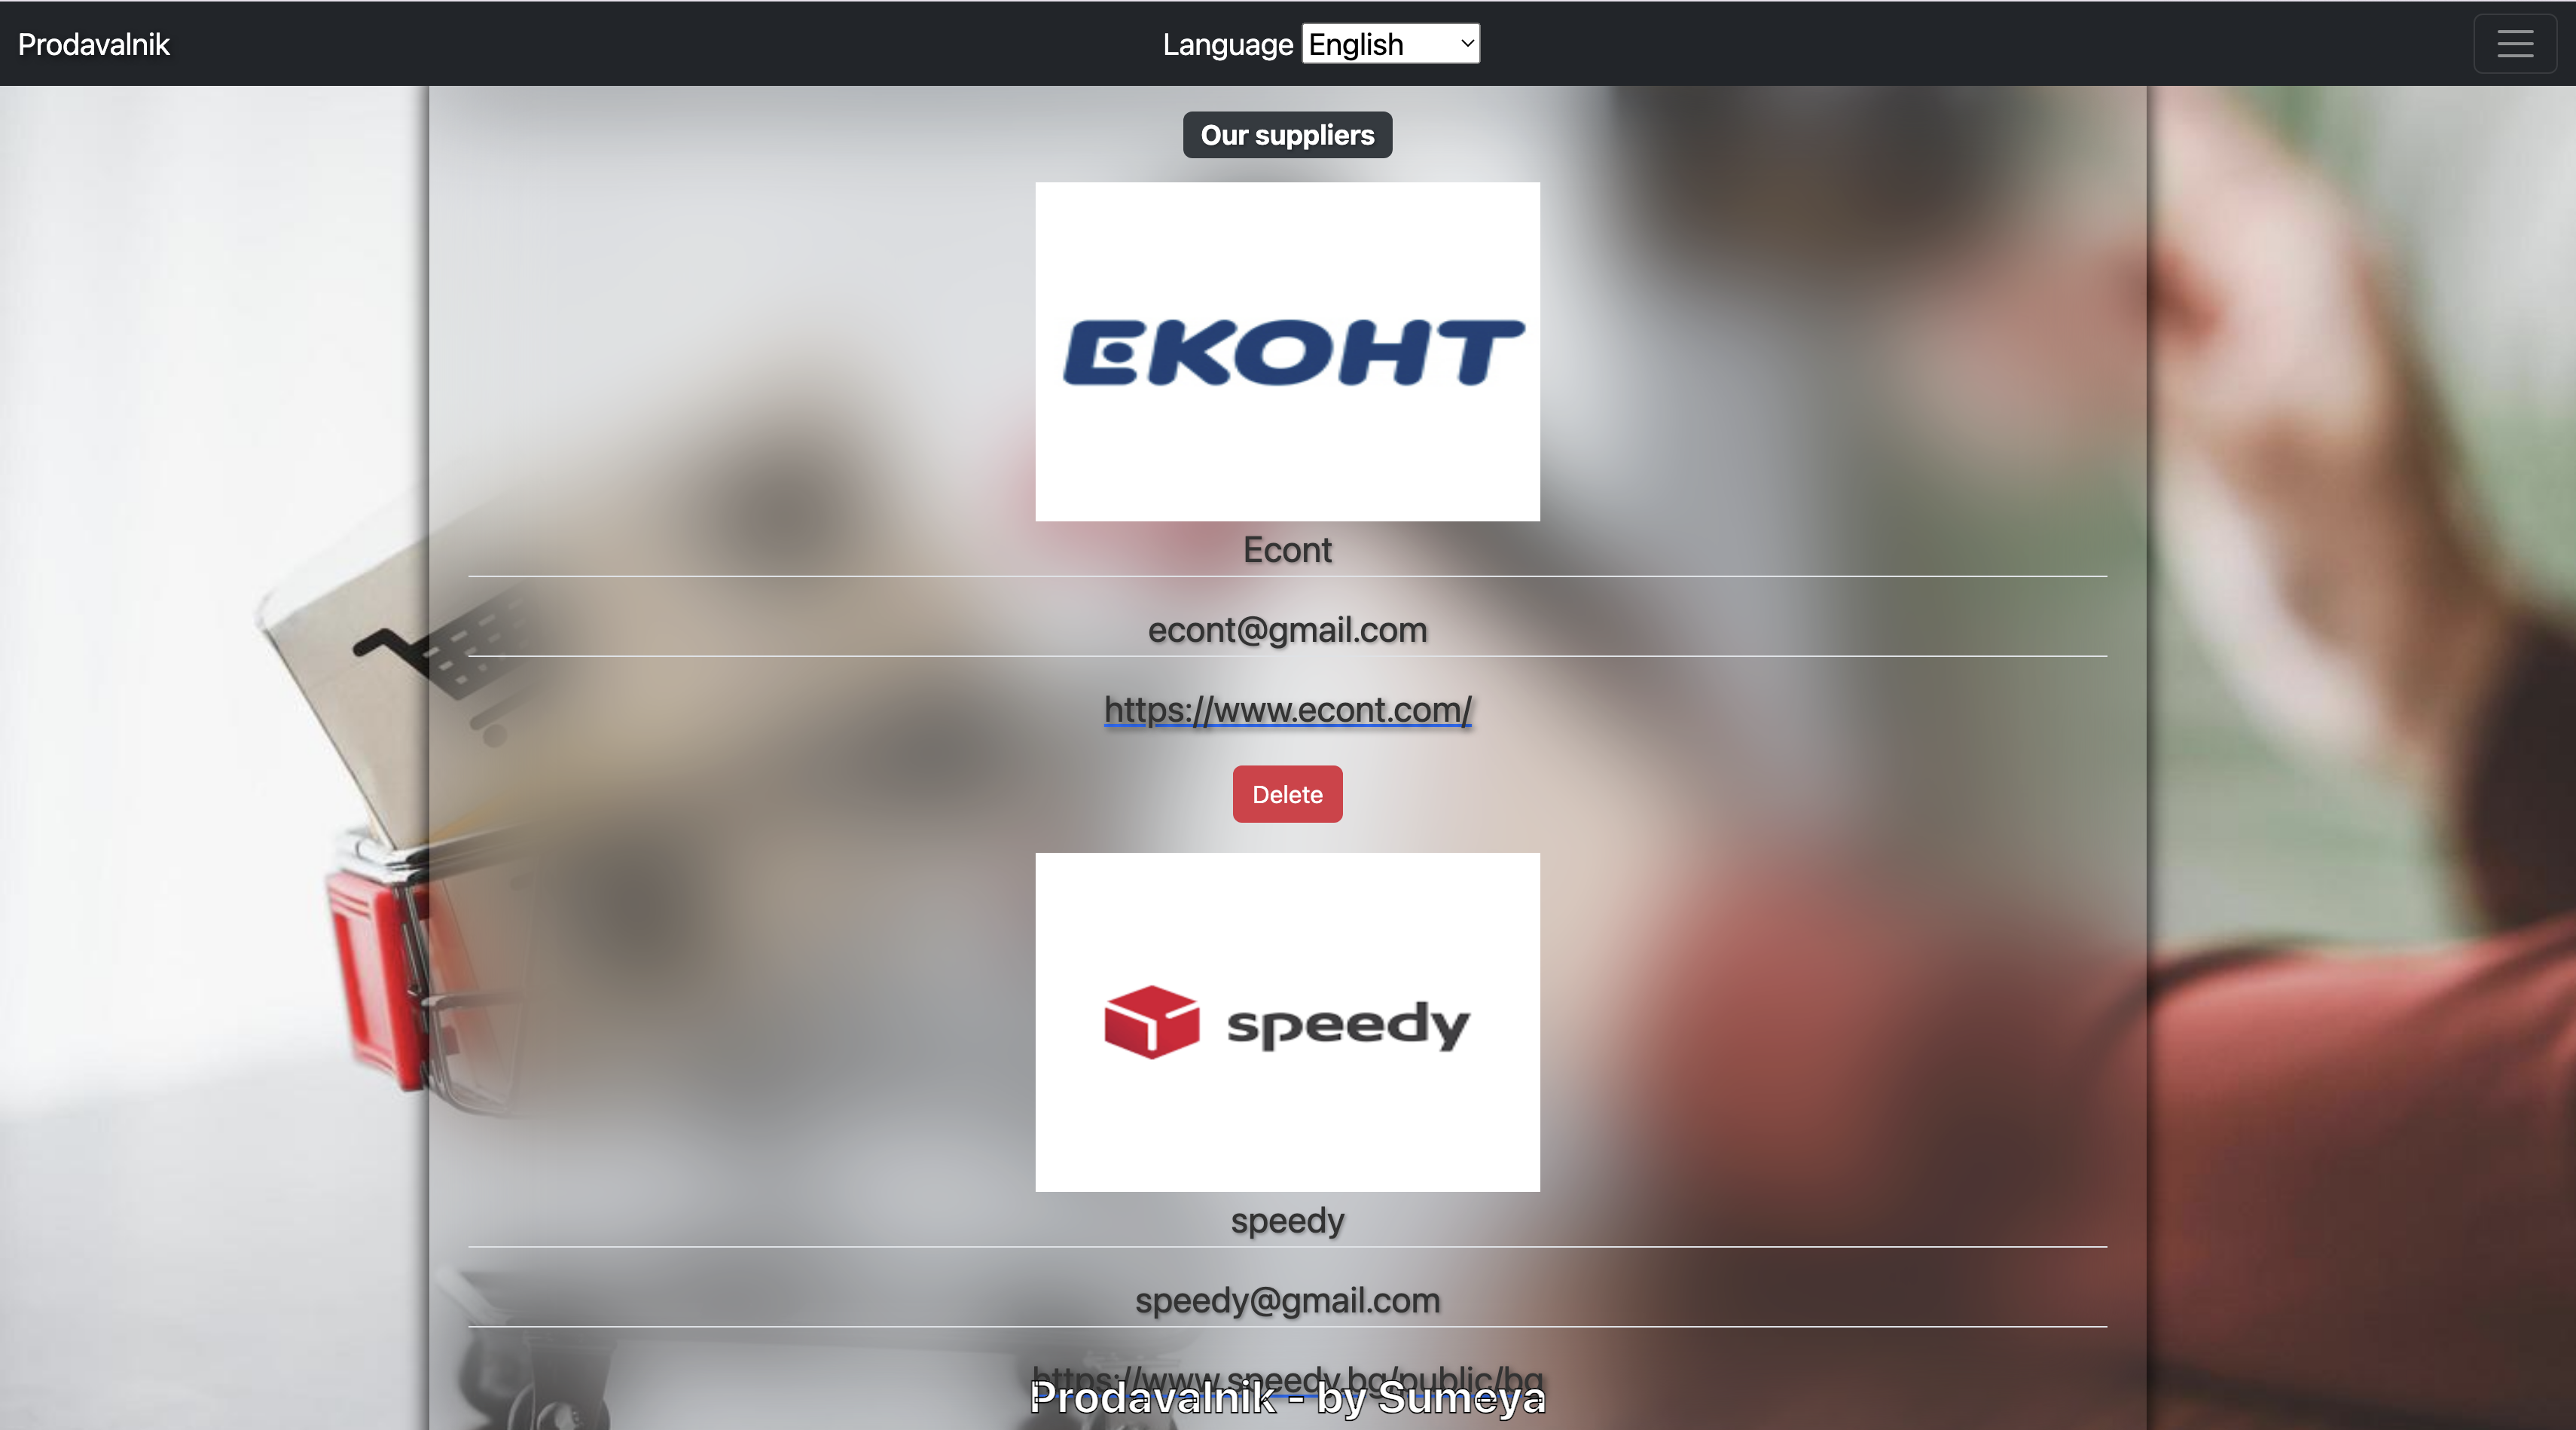 Prodavalnik
Language English
Our suppliers
ЕКОНТ
Econt
econt@gmail.com
https://www.econt.com/
Delete
speedy
speedy
speedy@gmail.com
https://www.speedy.bg/public/bg
Prodavalnik - by Sumeya